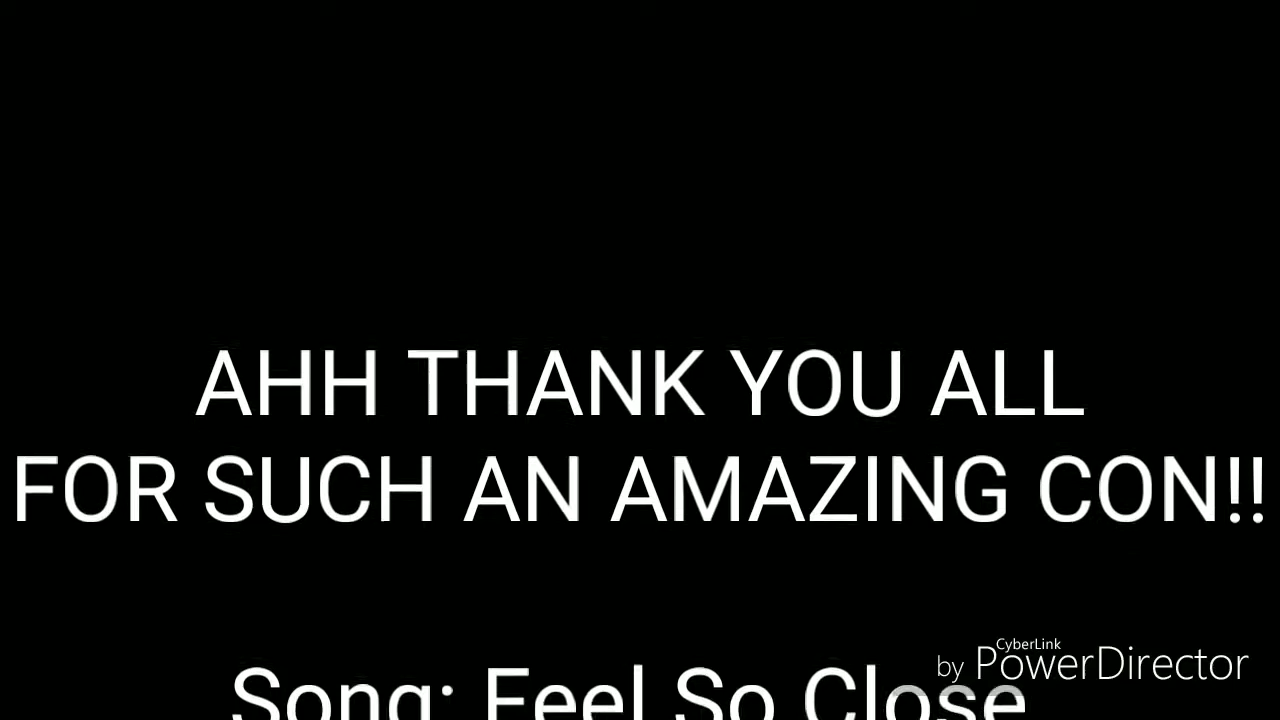 AHH THANK YOU ALL
FOR SUCH AN AMAZING CON!!
CyberLink
by PowerDirector
Song: Feel So Close